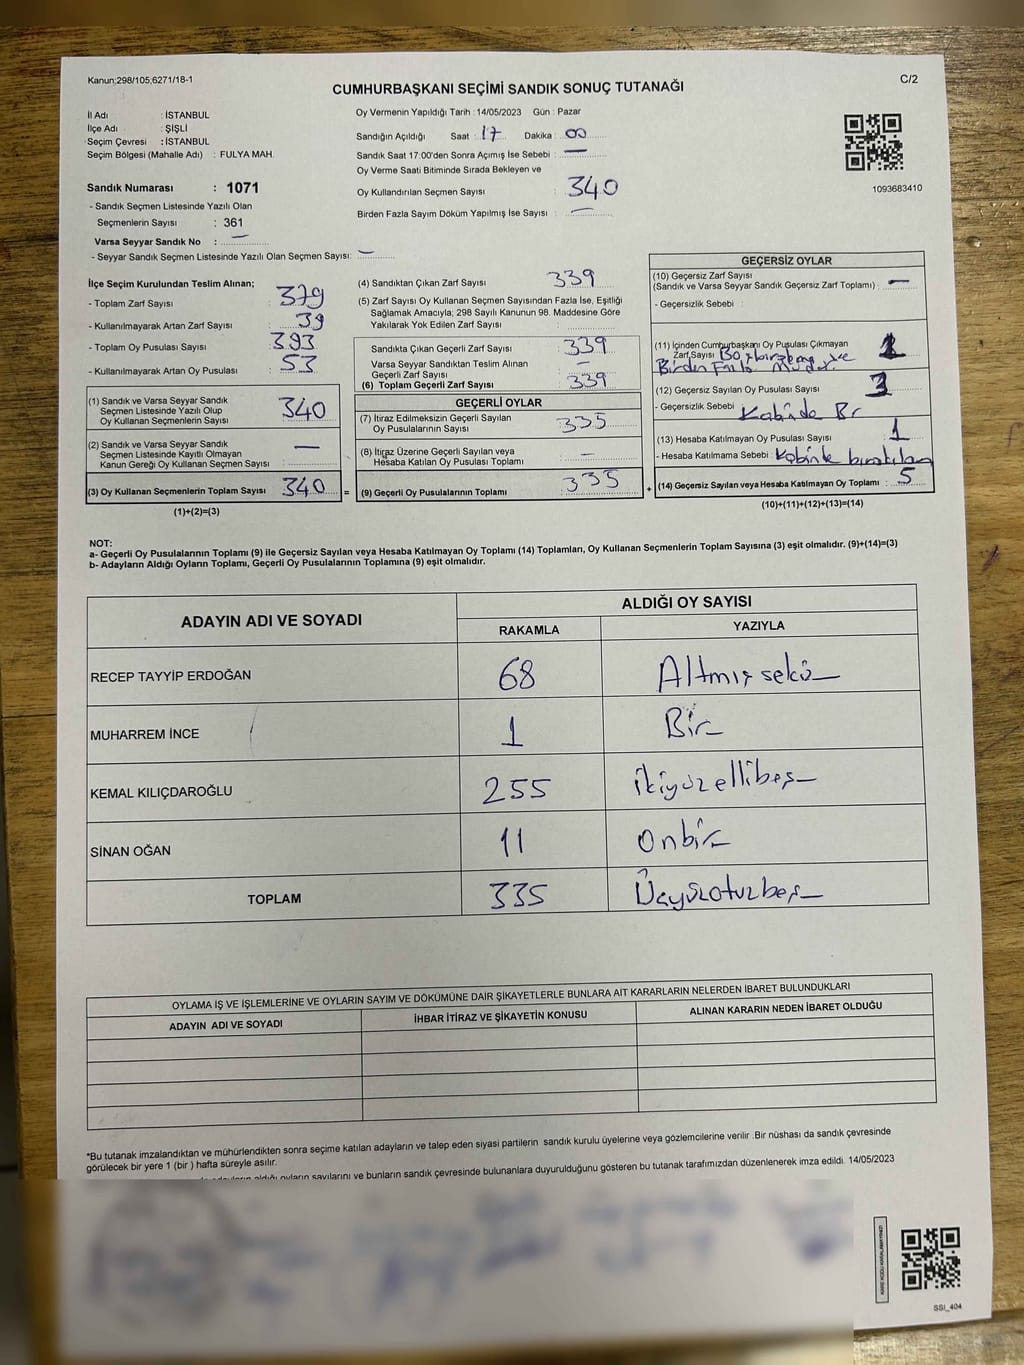 Kanun;298/105;6271/18-1
C/2
CUMHURBAŞKANI SEÇİMİ SANDIK SONUÇ TUTANAĞI
İl Adı : İSTANBUL
İlçe Adı : ŞİŞLİ
Seçim Çevresi : İSTANBUL
Seçim Bölgesi (Mahalle Adı) : FULYA MAH.
Sandık Numarası : 1071
- Sandık Seçmen Listesinde Yazılı Olan
Seçmenlerin Sayısı : 361
Varsa Seyyar Sandık No : —
- Seyyar Sandık Seçmen Listesinde Yazılı Olan Seçmen Sayısı: —
Oy Vermenin Yapıldığı Tarih : 14/05/2023 Gün : Pazar
Sandığın Açıldığı Saat : 17 Dakika : 00
Sandık Saat 17:00'den Sonra Açımış İse Sebebi : —
Oy Verme Saati Bitiminde Sırada Bekleyen ve
Oy Kullandırılan Seçmen Sayısı : 340
Birden Fazla Sayım Döküm Yapılmış İse Sayısı : —
1093683410
İlçe Seçim Kurulundan Teslim Alınan;
- Toplam Zarf Sayısı : 379
- Kullanılmayarak Artan Zarf Sayısı : 39
- Toplam Oy Pusulası Sayısı : 393
- Kullanılmayarak Artan Oy Pusulası : 53
(1) Sandık ve Varsa Seyyar Sandık
Seçmen Listesinde Yazılı Olup
Oy Kullanan Seçmenlerin Sayısı : 340
(2) Sandık ve Varsa Seyyar Sandık
Seçmen Listesinde Kayıtlı Olmayan
Kanun Gereği Oy Kullanan Seçmen Sayısı : —
(3) Oy Kullanan Seçmenlerin Toplam Sayısı : 340 =
(1)+(2)=(3)
(4) Sandıktan Çıkan Zarf Sayısı : 339
(5) Zarf Sayısı Oy Kullanan Seçmen Sayısından Fazla İse, Eşitliği
Sağlamak Amacıyla; 298 Sayılı Kanunun 98. Maddesine Göre
Yakılarak Yok Edilen Zarf Sayısı :
Sandıkta Çıkan Geçerli Zarf Sayısı : 339
Varsa Seyyar Sandıktan Teslim Alınan
Geçerli Zarf Sayısı : —
(6) Toplam Geçerli Zarf Sayısı : 339
GEÇERLİ OYLAR
(7) İtiraz Edilmeksizin Geçerli Sayılan
Oy Pusulalarının Sayısı : 335
(8) İtiraz Üzerine Geçerli Sayılan veya
Hesaba Katılan Oy Pusulası Toplamı : —
(9) Geçerli Oy Pusulalarının Toplamı : 335 +
GEÇERSİZ OYLAR
(10) Geçersiz Zarf Sayısı
(Sandık ve Varsa Seyyar Sandık Geçersiz Zarf Toplamı) : —
- Geçersizlik Sebebi :
(11) İçinden Cumhurbaşkanı Oy Pusulası Çıkmayan
Zarf Sayısı
ve
Birden Fazla
(12) Geçersiz Sayılan Oy Pusulası Sayısı : 3
- Geçersizlik Sebebi :
(13) Hesaba Katılmayan Oy Pusulası Sayısı : 1
- Hesaba Katılmama Sebebi : Kabinte bırakılan
(14) Geçersiz Sayılan veya Hesaba Katılmayan Oy Toplamı : 5
(10)+(11)+(12)+(13)=(14)
NOT:
a- Geçerli Oy Pusulalarının Toplamı (9) ile Geçersiz Sayılan veya Hesaba Katılmayan Oy Toplamı (14) Toplamları, Oy Kullanan Seçmenlerin Toplam Sayısına (3) eşit olmalıdır. (9)+(14)=(3)
b- Adayların Aldığı Oyların Toplamı, Geçerli Oy Pusulalarının Toplamına (9) eşit olmalıdır.
ADAYIN ADI VE SOYADI
ALDIĞI OY SAYISI
RAKAMLA YAZIYLA
RECEP TAYYİP ERDOĞAN 68 Altmışsekiz
MUHARREM İNCE 1 Bir
KEMAL KILIÇDAROĞLU 255 ikiyüzellibeş
SİNAN OĞAN 11 Onbir
TOPLAM 335 Üçyüzotuzbeş
OYLAMA İŞ VE İŞLEMLERİNE VE OYLARIN SAYIM VE DÖKÜMÜNE DAİR ŞİKAYETLERLE BUNLARA AİT KARARLARIN NELERDEN İBARET BULUNDUKLARI
ADAYIN ADI VE SOYADI İHBAR İTİRAZ VE ŞİKAYETİN KONUSU ALINAN KARARIN NEDEN İBARET OLDUĞU
*Bu tutanak imzalandıktan ve mühürlendikten sonra seçime katılan adayların ve talep eden siyasi partilerin sandık kurulu üyelerine veya gözlemcilerine verilir .Bir nüshası da sandık çevresinde
görülecek bir yere 1 (bir ) hafta süreyle asılır.
aldığı oyların sayılarını ve bunların sandık çevresinde bulunanlara duyurulduğunu gösteren bu tutanak tarafımızdan düzenlenerek imza edildi. 14/05/2023
SSI_404